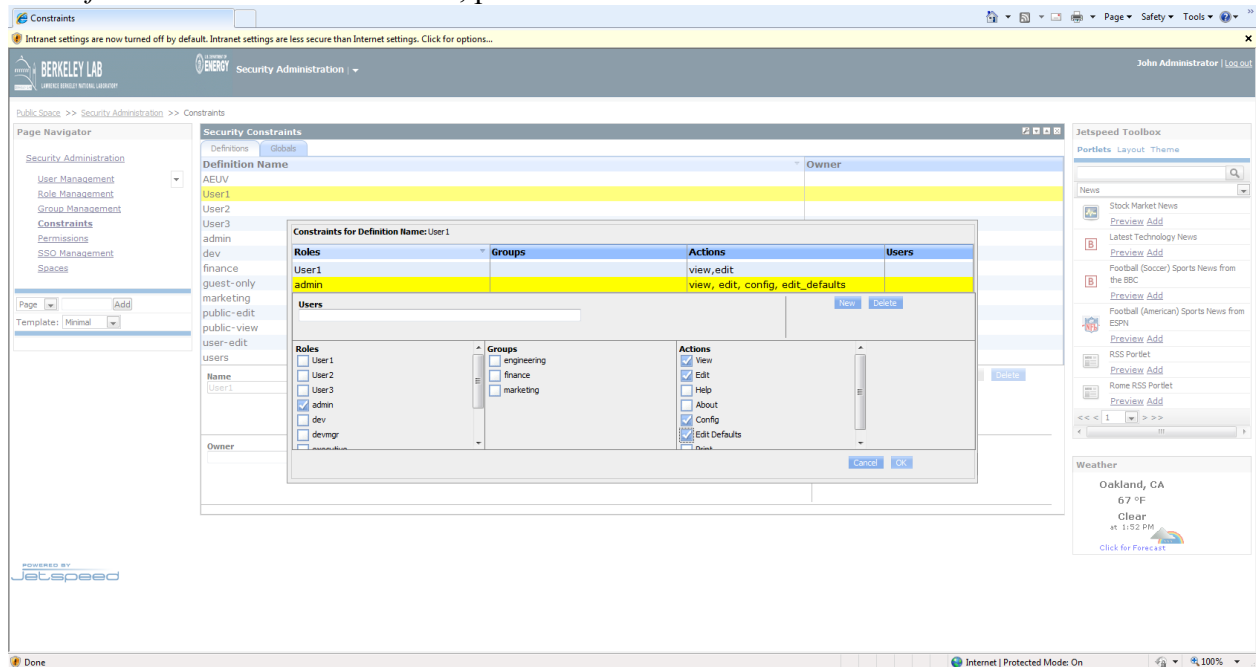 Constraints
Page Safety Tools
Intranet settings are now turned off by default. Intranet settings are less secure than Internet settings. Click for options...
BERKELEY LAB
LAWRENCE BERKELEY NATIONAL LABORATORY
ENERGY
Security Administration |
John Administrator | Log out
Public Space >> Security Administration >> Constraints
Page Navigator
Security Administration
User Management
Role Management
Group Management
Constraints
Permissions
SSO Management
Spaces
Page Add
Template: Minimal
Security Constraints
Definitions Globals
Definition Name Owner
AEUV
User1
User2
User3
admin
dev
finance
guest-only
marketing
public-edit
public-view
user-edit
users
Name
User1
Delete
Owner
Constraints for Definition Name: User1
Roles Groups Actions Users
User1 view,edit
admin view, edit, config, edit_defaults
Users
New Delete
Roles Groups Actions
User1 engineering View
User2 finance Edit
User3 marketing Help
admin About
dev Config
devmgr Edit Defaults
executive Print
Cancel OK
Jetspeed Toolbox
Portlets Layout Theme
News
Stock Market News
Preview Add
Latest Technology News
Preview Add
Football (Soccer) Sports News from
the BBC
Preview Add
Football (American) Sports News from
ESPN
Preview Add
RSS Portlet
Preview Add
Rome RSS Portlet
Preview Add
<< < 1 > >>
Weather
Oakland, CA
67 °F
Clear
at 1:52 PM
Click for Forecast
POWERED BY
Jetspeed
Done
Internet | Protected Mode: On
100%